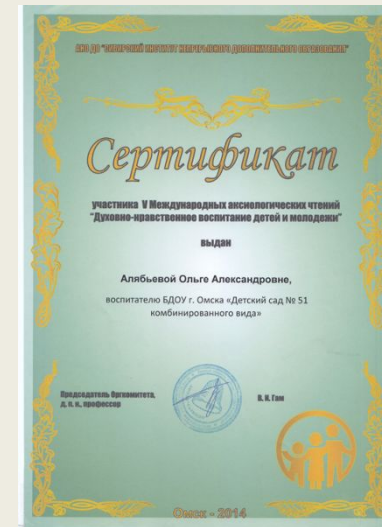 АНО ДО "СИБИРСКИЙ ИНСТИТУТ НЕПРЕРЫВНОГО ДОПОЛНИТЕЛЬНОГО ОБРАЗОВАНИЯ"
Сертификат
участника V Международных аксиологических чтений
"Духовно-нравственное воспитание детей и молодежи"
выдан
Алябьевой Ольге Александровне,
воспитателю БДОУ г. Омска «Детский сад № 51
комбинированного вида»
Председатель Оргкомитета,
д. п. н., профессор
В. И. Гам
Омск - 2014